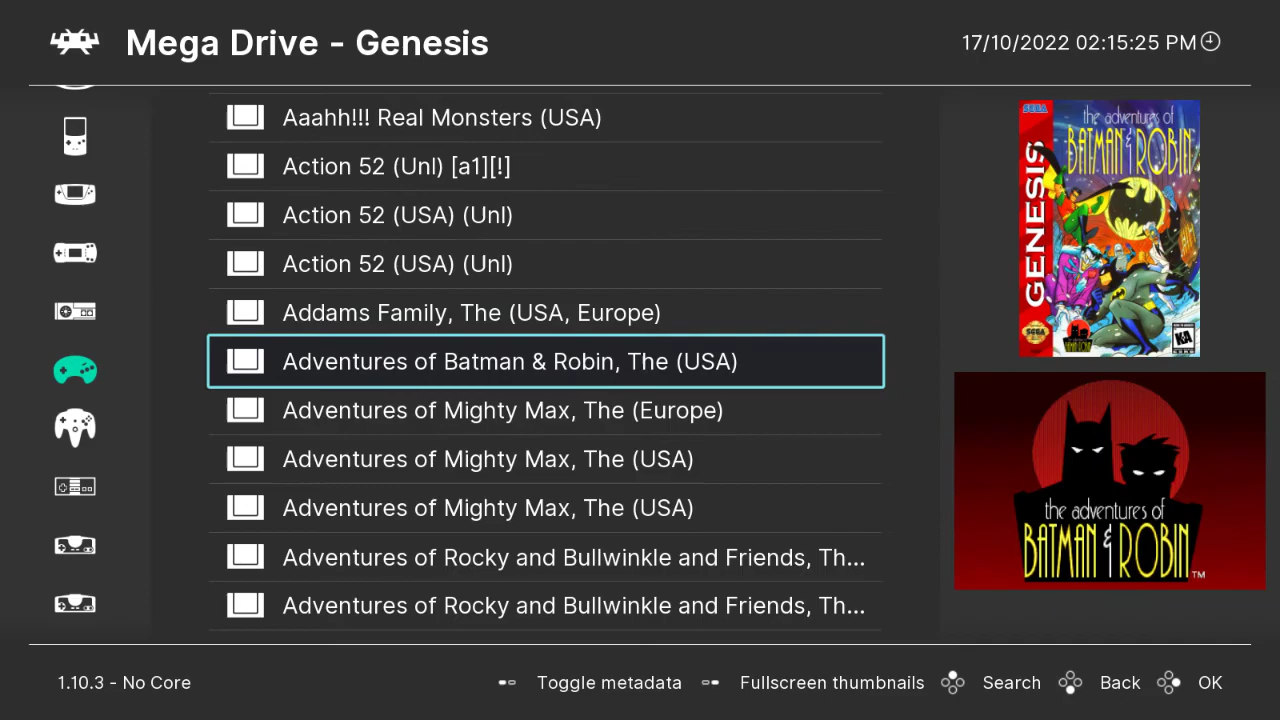 Mega Drive - Genesis
17/10/2022 02:15:25 PM
Aaahh!!! Real Monsters (USA)
Action 52 (Unl) [a1][!]
Action 52 (USA) (Unl)
Action 52 (USA) (Unl)
Addams Family, The (USA, Europe)
Adventures of Batman & Robin, The (USA)
Adventures of Mighty Max, The (Europe)
Adventures of Mighty Max, The (USA)
Adventures of Mighty Max, The (USA)
Adventures of Rocky and Bullwinkle and Friends, Th...
Adventures of Rocky and Bullwinkle and Friends, Th...
SEGA
GENESIS
the adventures of
BATMAN & ROBIN
the adventures of
BATMAN & ROBIN™
1.10.3 - No Core
Toggle metadata
Fullscreen thumbnails
Search
Back
OK